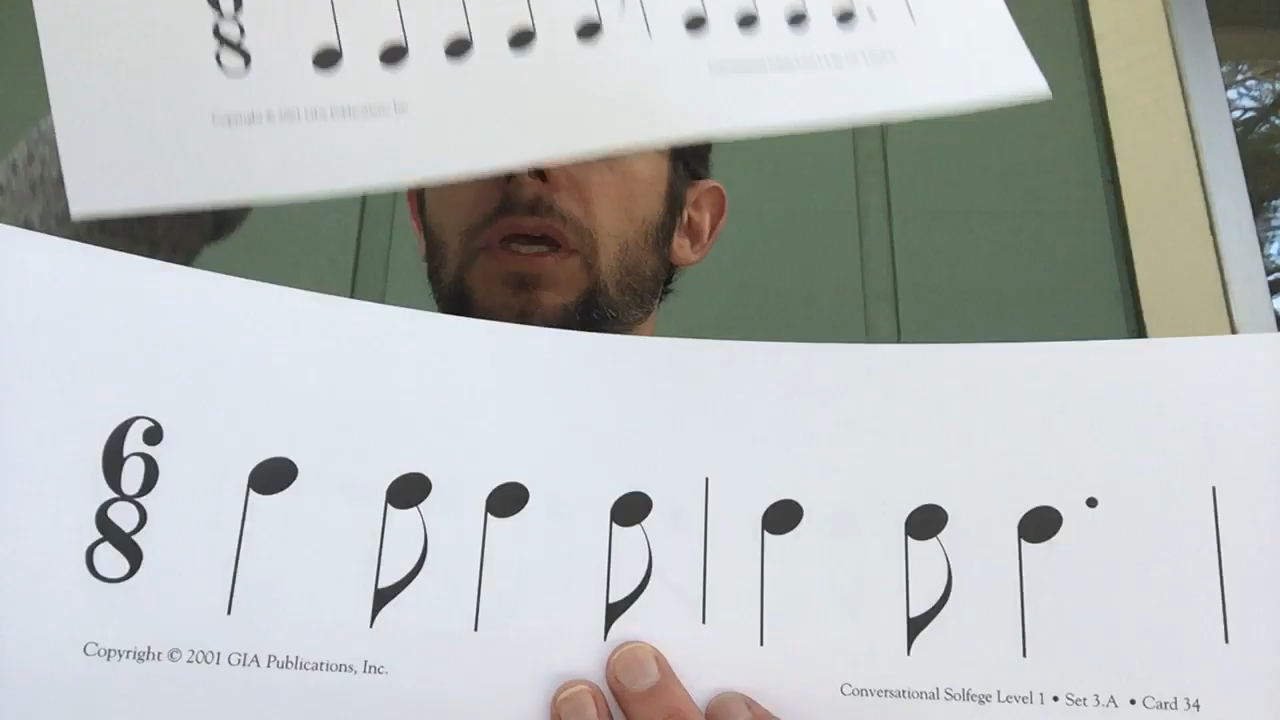 6
8
6
8
Copyright © 2001 GIA Publications, Inc.
Conversational Solfege Level 1 • Set 3.A • Card 34